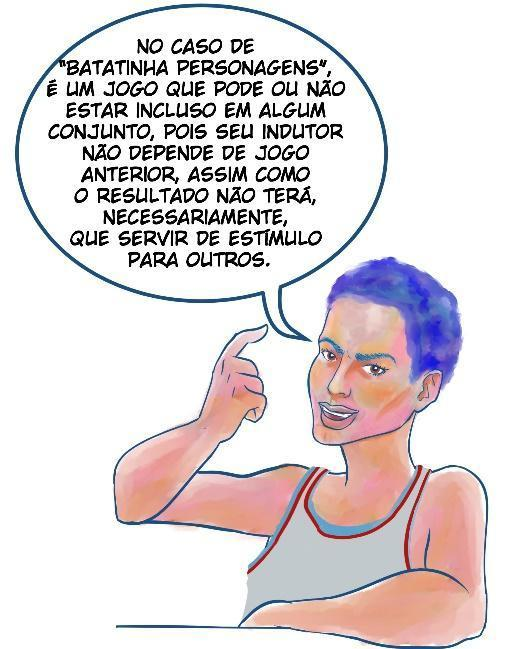 NO CASO DE
"BATATINHA PERSONAGENS",
É UM JOGO QUE PODE OU NÃO
ESTAR INCLUSO EM ALGUM
CONJUNTO, POIS SEU INDUTOR
NÃO DEPENDE DE JOGO
ANTERIOR, ASSIM COMO
O RESULTADO NÃO TERÁ,
NECESSARIAMENTE,
QUE SERVIR DE ESTÍMULO
PARA OUTROS.